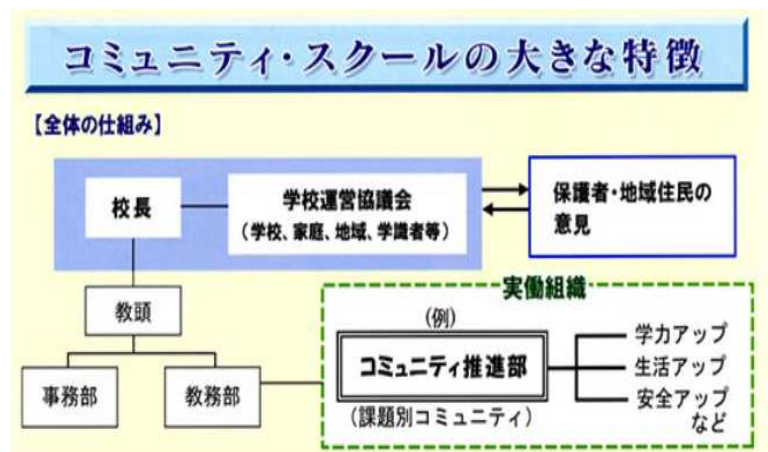 コミュニティ・スクールの大きな特徴
【全体の仕組み】
校長
学校運営協議会
（学校、家庭、地域、学識者等）
保護者・地域住民の
意見
教頭
事務部
教務部
実働組織
（例）
コミュニティ推進部
（課題別コミュニティ）
学力アップ
生活アップ
安全アップ
など